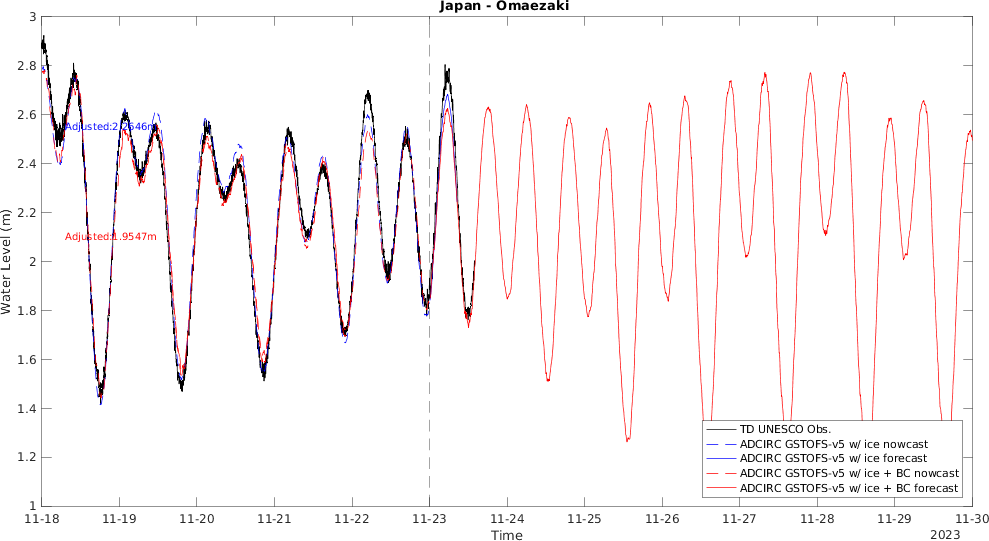 Japan - Omaezaki
Water Level (m)
3
2.8
2.6
2.4
2.2
2
1.8
1.6
1.4
1.2
1
Adjusted:1.9547m
TD UNESCO Obs.
ADCIRC GSTOFS-v5 w/ ice nowcast
ADCIRC GSTOFS-v5 w/ ice forecast
ADCIRC GSTOFS-v5 w/ ice + BC nowcast
ADCIRC GSTOFS-v5 w/ ice + BC forecast
11-18 11-19 11-20 11-21 11-22 11-23 11-24 11-25 11-26 11-27 11-28 11-29 11-30
Time
2023